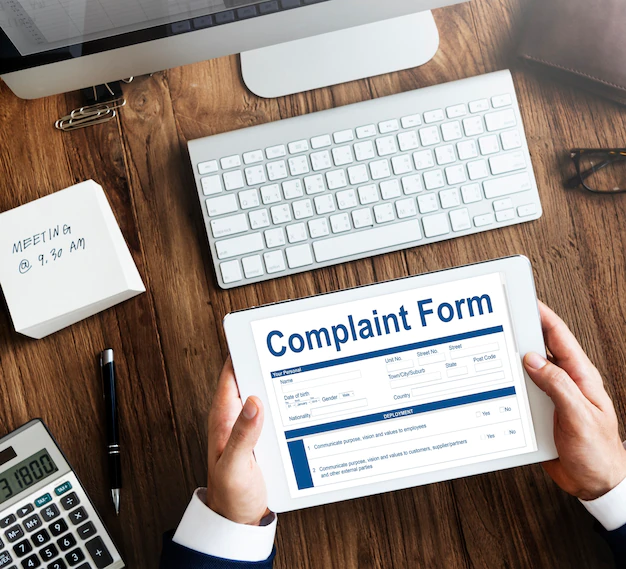 MEETING
@ 9.30 AM
Complaint Form
Your Personal
Name
Date of birth
Gender
Male
Nationality
Unit No.
Street No
Street
Town/City/Suburb
State
Post Code
Country
DEPLOYMENT
1 Communicate purpose, vision and values to employees
Yes No
2 Communicate purpose, vision and values to customers, supplier/partners
and other external parties
Yes No
31800